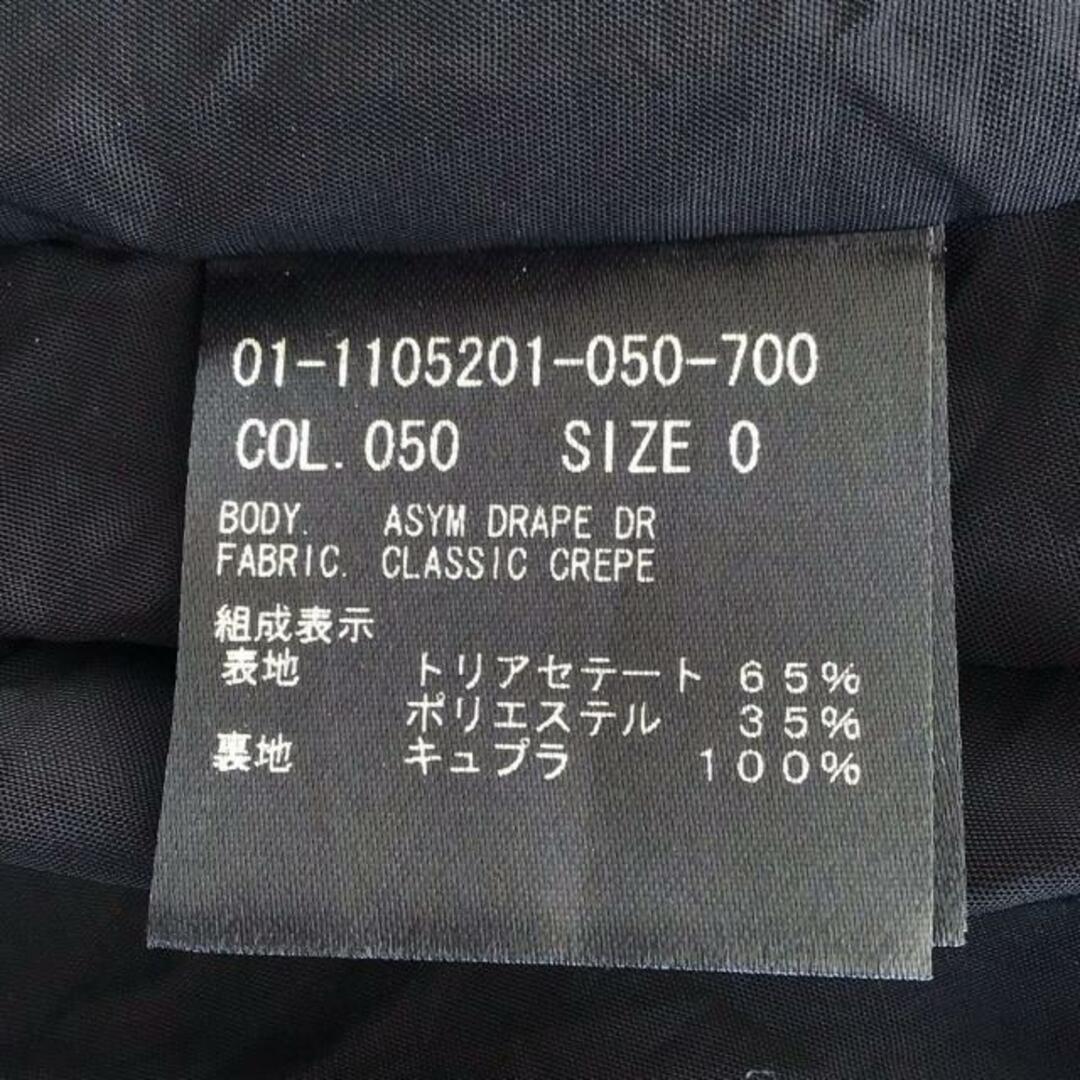 01-1105201-050-700
COL. 050 SIZE 0
BODY. ASYM DRAPE DR
FABRIC. CLASSIC CREPE
組成表示
表地 トリアセテート 65%
ポリエステル 35%
裏地 キュプラ 100%